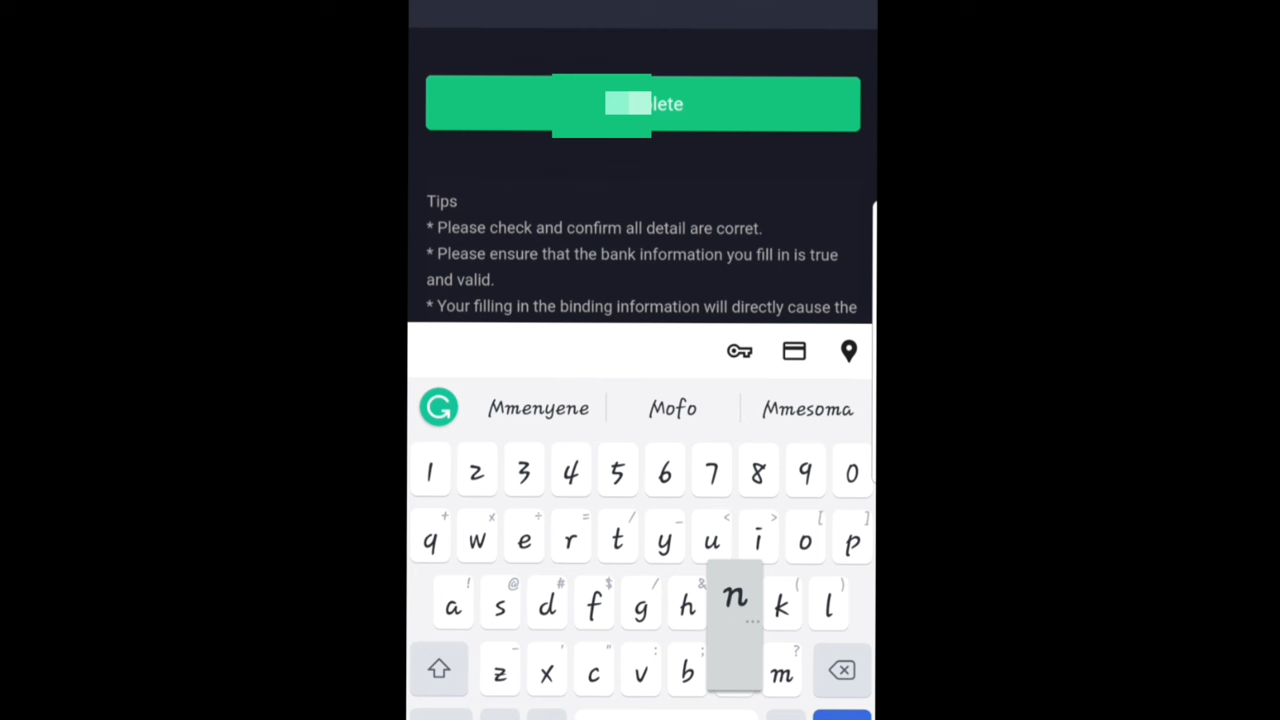 Tips
* Please check and confirm all detail are corret.
* Please ensure that the bank information you fill in is true
and valid.
* Your filling in the binding information will directly cause the
Mmenyene Mofo Mmesoma
1 2 3 4 5 6 7 8 9 0
+ × ÷ = / _ < > [ ]
q w e r t y u i o p
! @ # $ / & ( )
a s d f g h n k l
- ' " : ; ?
z x c v b m